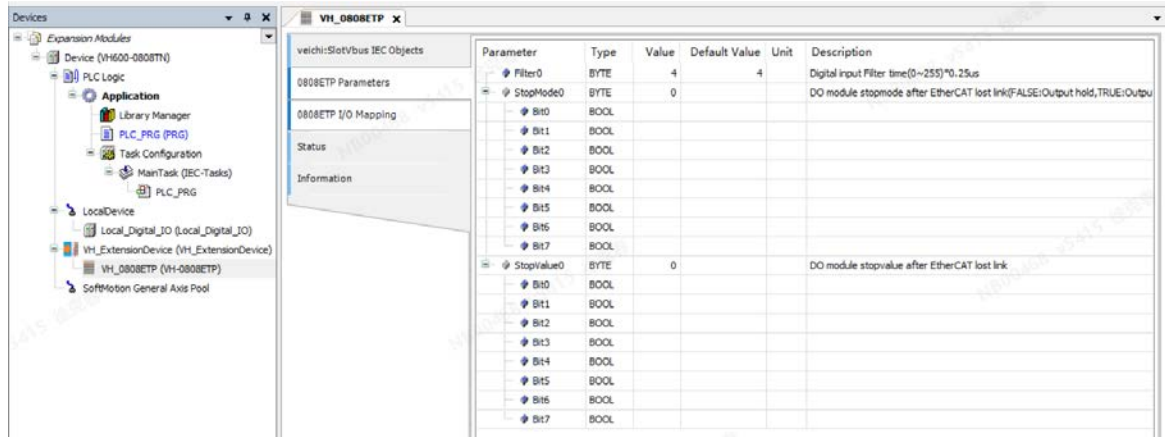 Devices
VH_0808ETP X
Expansion Modules
Device (VH600-0808TN)
PLC Logic
Application
Library Manager
PLC_PRG (PRG)
Task Configuration
MainTask (IEC-Tasks)
PLC_PRG
LocalDevice
Local_Digital_IO (Local_Digital_IO)
VH_ExtensionDevice (VH_ExtensionDevice)
VH_0808ETP (VH-0808ETP)
SoftMotion General Axis Pool
veichi:SlotVbus IEC Objects
0808ETP Parameters
0808ETP I/O Mapping
Status
Information
Parameter Type Value Default Value Unit Description
Filter0 BYTE 4 4 Digital input Filter time(0~255)*0.25us
StopMode0 BYTE 0 DO module stopmode after EtherCAT lost link(FALSE:Output hold,TRUE:Outpu
Bit0 BOOL
Bit1 BOOL
Bit2 BOOL
Bit3 BOOL
Bit4 BOOL
Bit5 BOOL
Bit6 BOOL
Bit7 BOOL
StopValue0 BYTE 0 DO module stopvalue after EtherCAT lost link
Bit0 BOOL
Bit1 BOOL
Bit2 BOOL
Bit3 BOOL
Bit4 BOOL
Bit5 BOOL
Bit6 BOOL
Bit7 BOOL